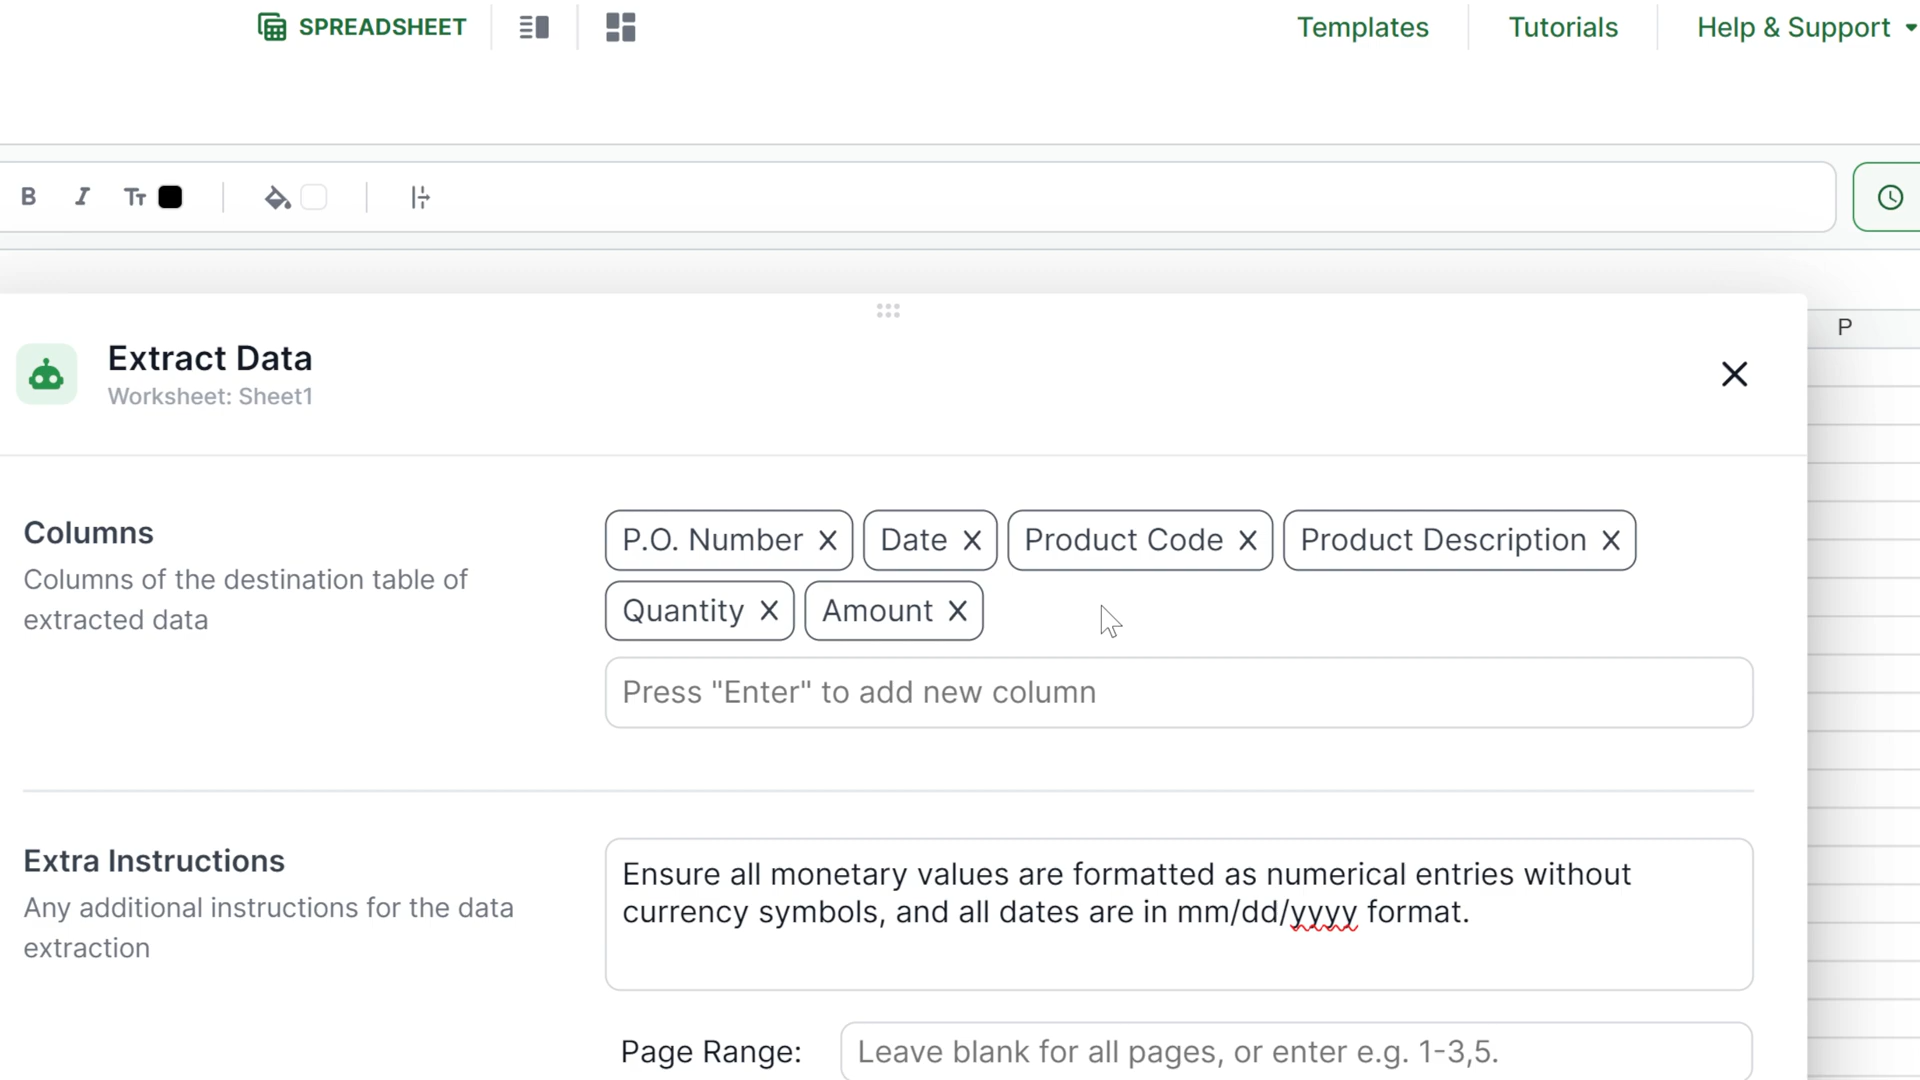 SPREADSHEET
Templates
Tutorials
Help & Support
B I Tт
P
Extract Data
Worksheet: Sheet1
Columns
Columns of the destination table of
extracted data
P.O. Number X Date X Product Code X Product Description X
Quantity X Amount X
Press "Enter" to add new column
Extra Instructions
Any additional instructions for the data
extraction
Ensure all monetary values are formatted as numerical entries without
currency symbols, and all dates are in mm/dd/yyyy format.
Page Range: Leave blank for all pages, or enter e.g. 1-3,5.